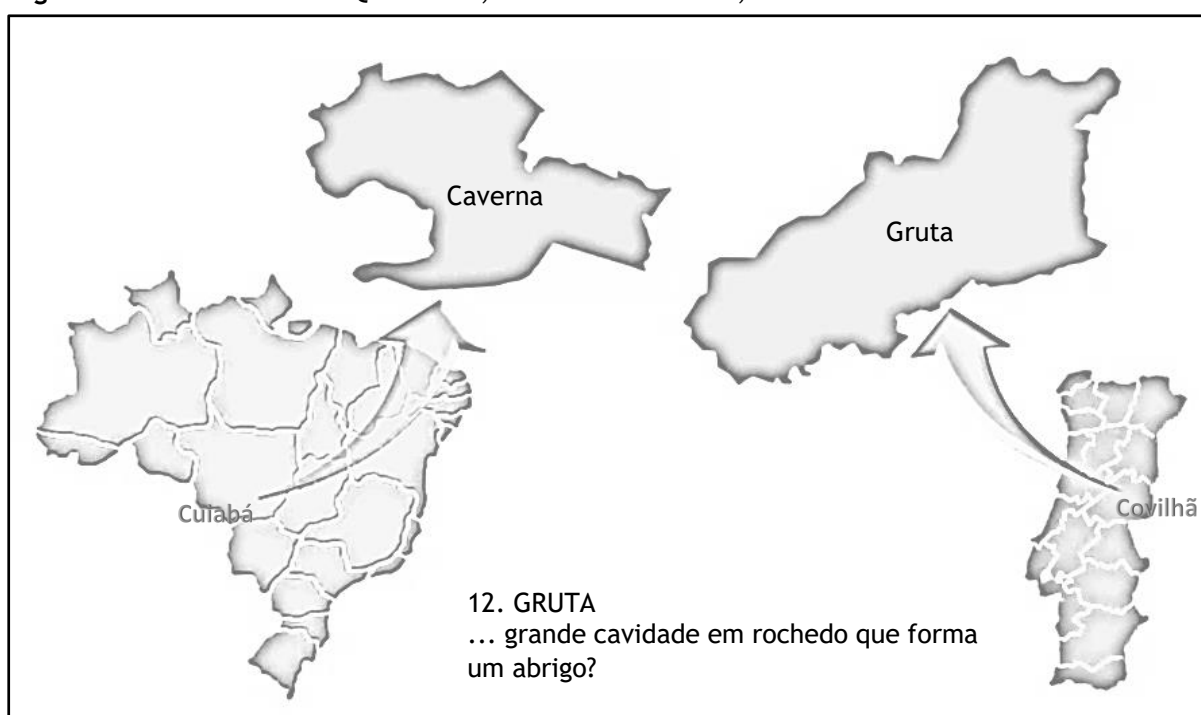 Caverna
Gruta
Cuiabá
Covilhã
12. GRUTA
... grande cavidade em rochedo que forma
um abrigo?